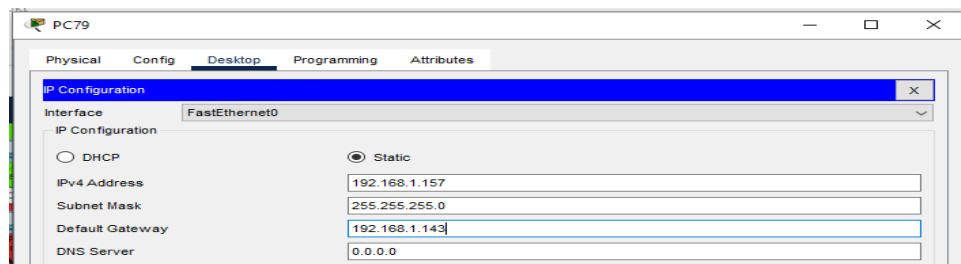 PC79
Physical Config Desktop Programming Attributes
IP Configuration X
Interface FastEthernet0
IP Configuration
DHCP Static
IPv4 Address 192.168.1.157
Subnet Mask 255.255.255.0
Default Gateway 192.168.1.143
DNS Server 0.0.0.0